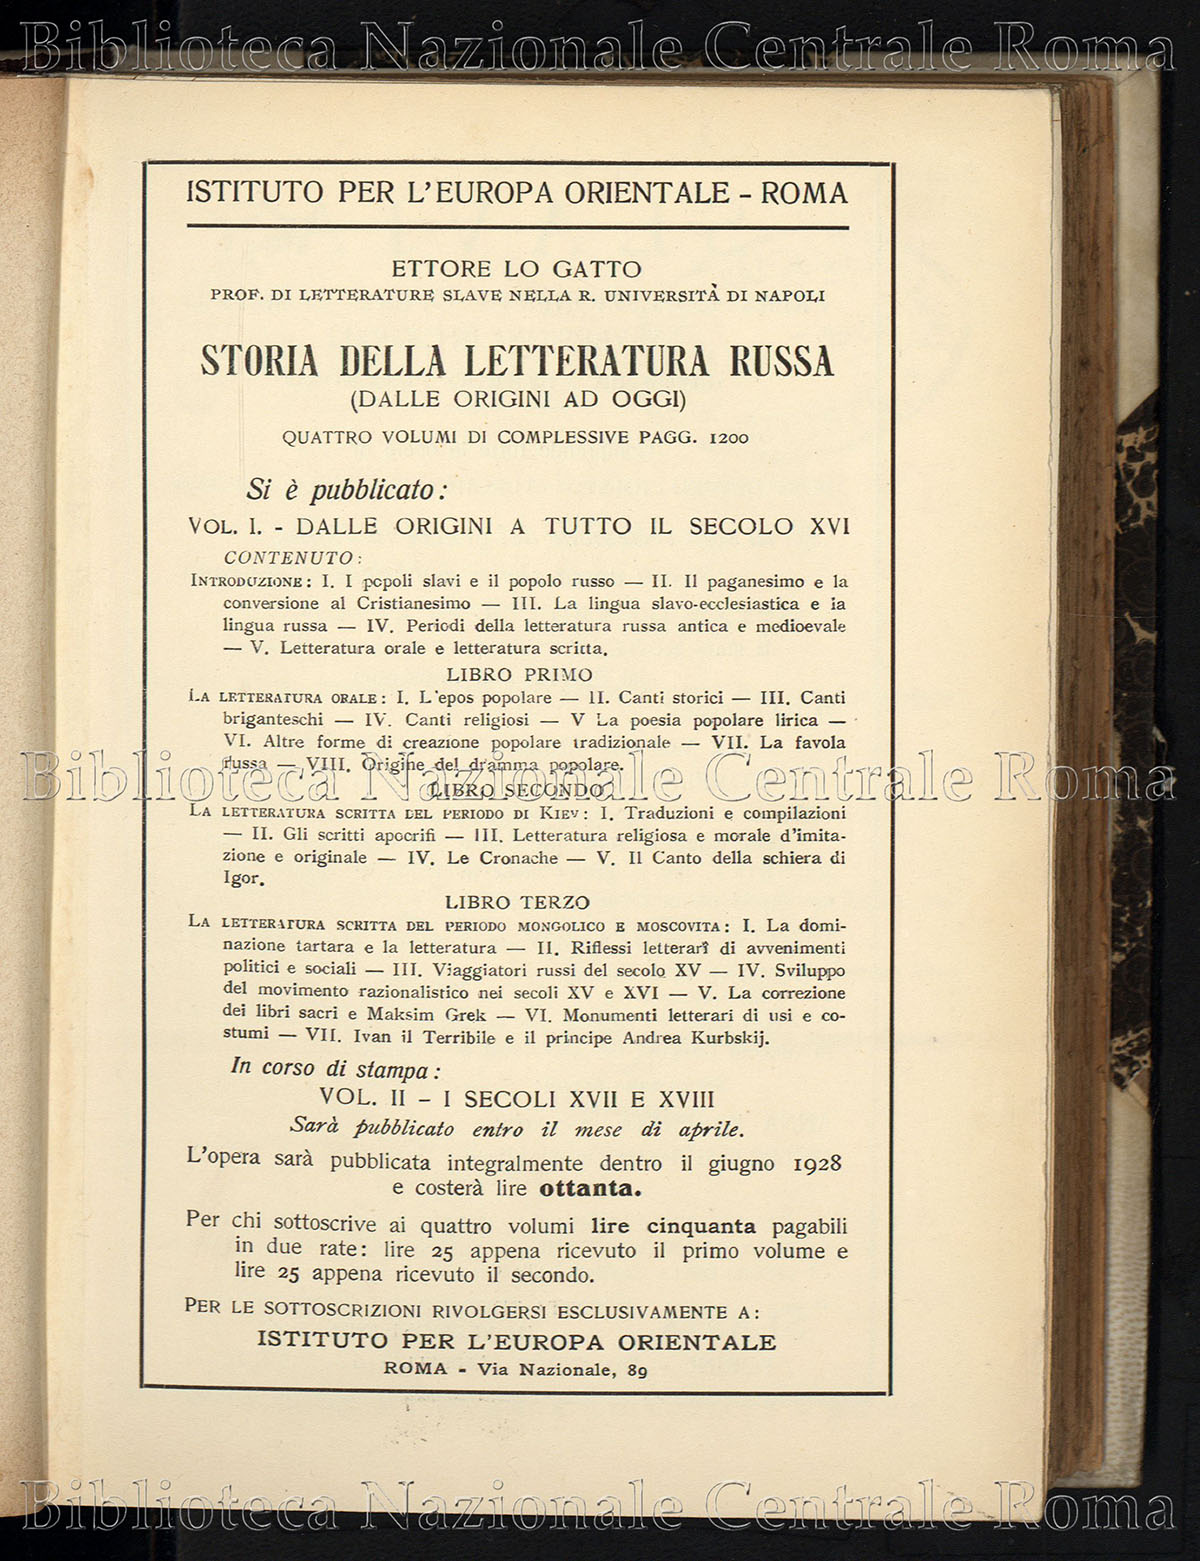 Biblioteca Nazionale Centrale Roma
ISTITUTO PER L'EUROPA ORIENTALE - ROMA
ETTORE LO GATTO
PROF. DI LETTERATURE SLAVE NELLA R. UNIVERSITÀ DI NAPOLI
STORIA DELLA LETTERATURA RUSSA
(DALLE ORIGINI AD OGGI)
QUATTRO VOLUMI DI COMPLESSIVE PAGG. 1200
Si è pubblicato:
VOL. I. - DALLE ORIGINI A TUTTO IL SECOLO XVI
CONTENUTO:
INTRODUZIONE: I. I popoli slavi e il popolo russo — II. Il paganesimo e la
conversione al Cristianesimo — III. La lingua slavo-ecclesiastica e la
lingua russa — IV. Periodi della letteratura russa antica e medioevale
— V. Letteratura orale e letteratura scritta.
LIBRO PRIMO
LA LETTERATURA ORALE: I. L'epos popolare — II. Canti storici — III. Canti
briganteschi — IV. Canti religiosi — V La poesia popolare lirica —
VI. Altre forme di creazione popolare tradizionale — VII. La favola
russa — VIII. Origine del dramma popolare.
Biblioteca Nazionale Centrale Roma
LIBRO SECONDO
LA LETTERATURA SCRITTA DEL PERIODO DI KIEV: I. Traduzioni e compilazioni
— II. Gli scritti apocrifi — III. Letteratura religiosa e morale d'imita-
zione e originale — IV. Le Cronache — V. Il Canto della schiera di
Igor.
LIBRO TERZO
LA LETTERATURA SCRITTA DEL PERIODO MONGOLICO E MOSCOVITA: I. La domi-
nazione tartara e la letteratura — II. Riflessi letterarî di avvenimenti
politici e sociali — III. Viaggiatori russi del secolo XV — IV. Sviluppo
del movimento razionalistico nei secoli XV e XVI — V. La correzione
dei libri sacri e Maksim Grek — VI. Monumenti letterari di usi e co-
stumi — VII. Ivan il Terribile e il principe Andrea Kurbskij.
In corso di stampa:
VOL. II - I SECOLI XVII E XVIII
Sarà pubblicato entro il mese di aprile.
L'opera sarà pubblicata integralmente dentro il giugno 1928
e costerà lire ottanta.
Per chi sottoscrive ai quattro volumi lire cinquanta pagabili
in due rate: lire 25 appena ricevuto il primo volume e
lire 25 appena ricevuto il secondo.
PER LE SOTTOSCRIZIONI RIVOLGERSI ESCLUSIVAMENTE A:
ISTITUTO PER L'EUROPA ORIENTALE
ROMA - Via Nazionale, 89
Biblioteca Nazionale Centrale Roma